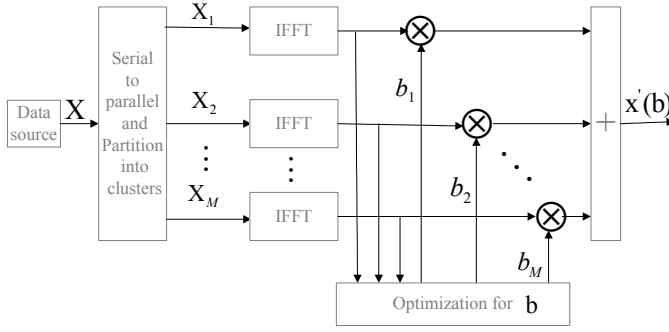 Data
source
X
Serial
to
parallel
and
Partition
into
clusters
X1
IFFT
X2
IFFT
XM
IFFT
b1
b2
bM
Optimization for b
+
x'(b)